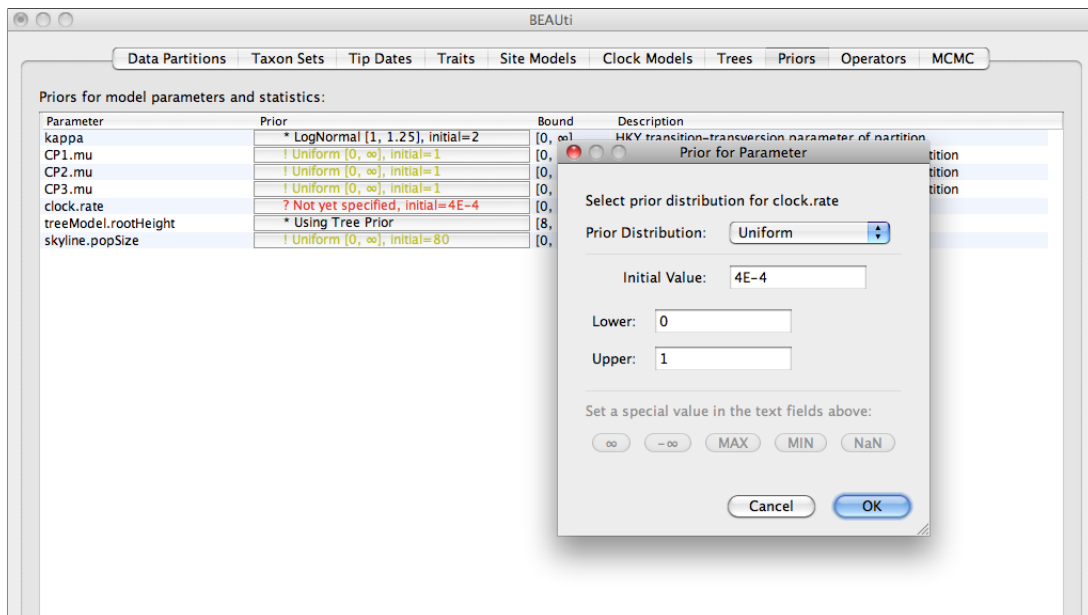 BEAUti
Data Partitions Taxon Sets Tip Dates Traits Site Models Clock Models Trees Priors Operators MCMC
Priors for model parameters and statistics:
Parameter Prior Bound Description
kappa * LogNormal [1, 1.25], initial=2 [0, ∞] HKY transition-transversion parameter of partition
CP1.mu ! Uniform [0, ∞], initial=1 [0, tition
CP2.mu ! Uniform [0, ∞], initial=1 [0, tition
CP3.mu ! Uniform [0, ∞], initial=1 [0, tition
clock.rate ? Not yet specified, initial=4E-4 [0,
treeModel.rootHeight * Using Tree Prior [8,
skyline.popSize ! Uniform [0, ∞], initial=80 [0,
Prior for Parameter
Select prior distribution for clock.rate
Prior Distribution: Uniform
Initial Value: 4E-4
Lower: 0
Upper: 1
Set a special value in the text fields above:
∞ -∞ MAX MIN NaN
Cancel OK